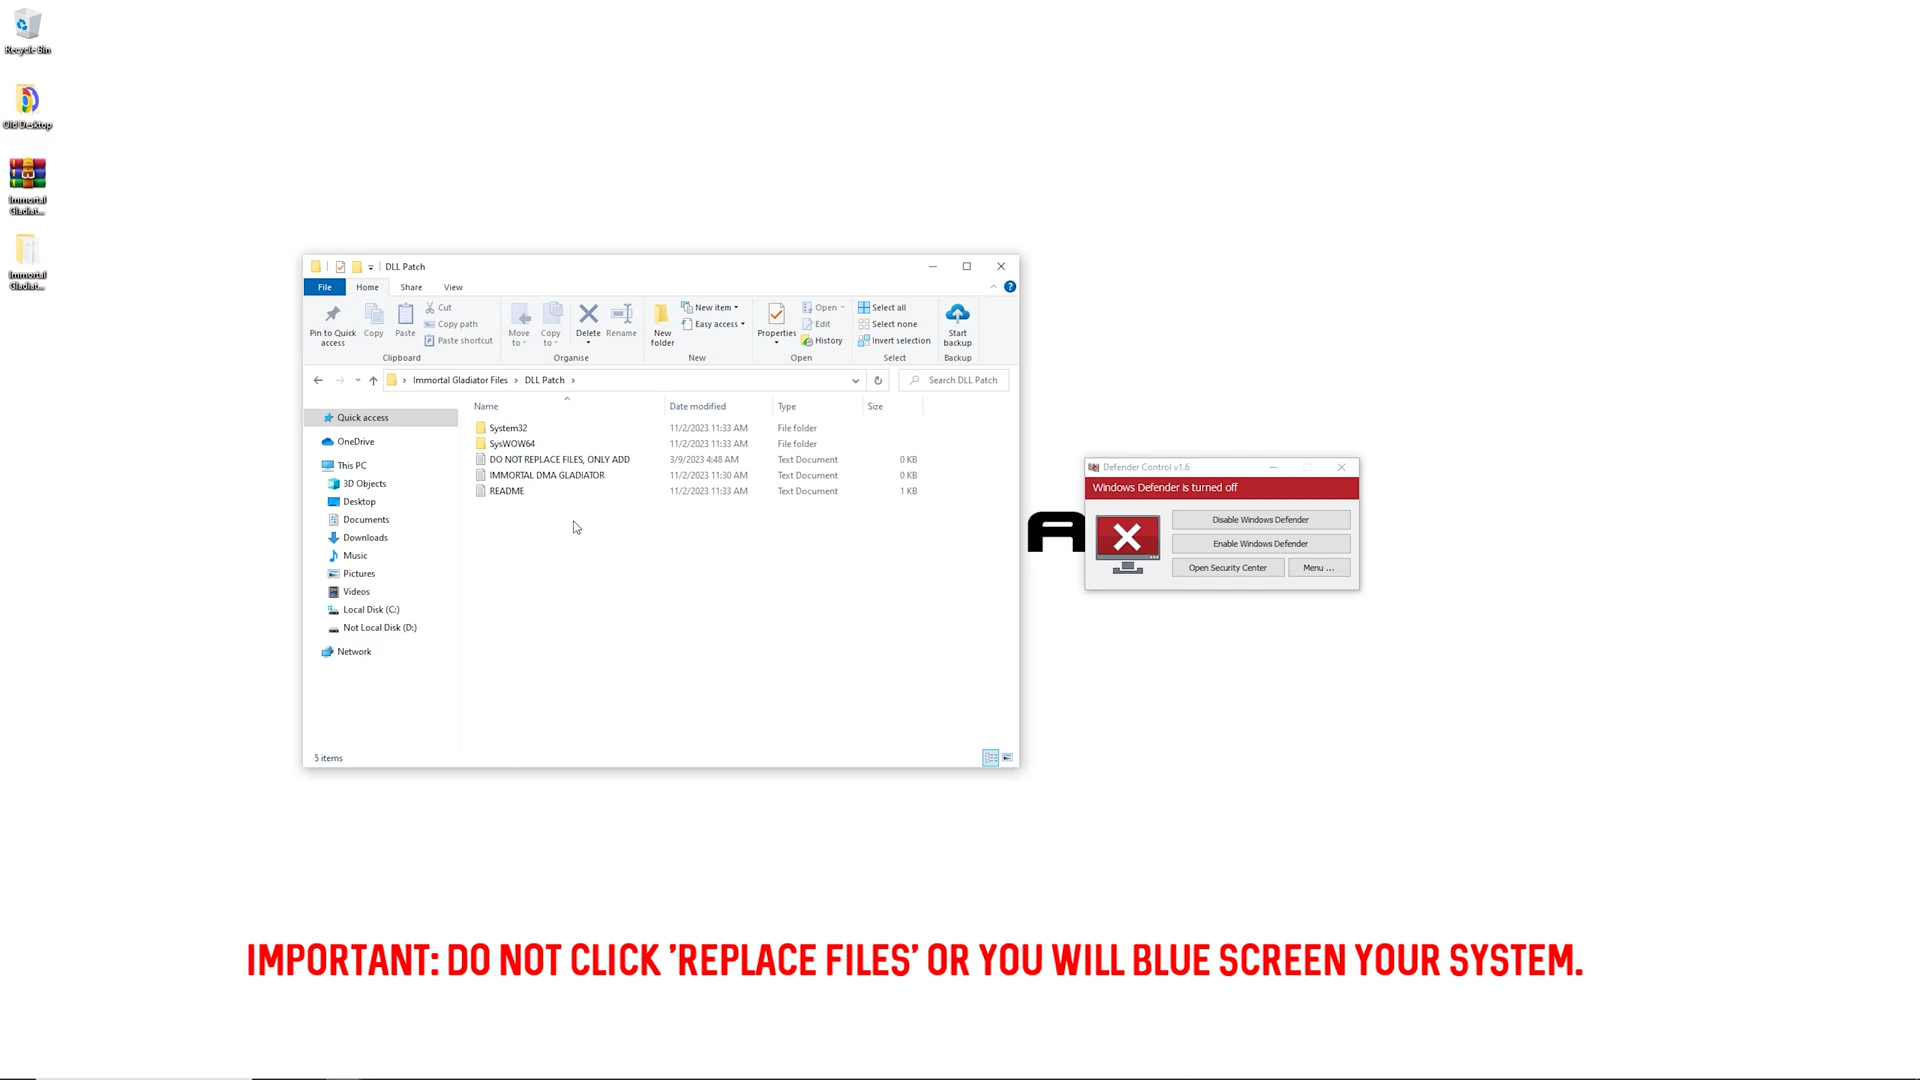 Recycle Bin
Old Desktop
Immortal
Gladiat...
Immortal
Gladiat...
DLL Patch
File
Home
Share
View
Pin to Quick
access
Copy
Paste
Cut
Copy path
Paste shortcut
Clipboard
Move
to
Copy
to
Delete
Rename
Organise
New
folder
New item
Easy access
New
Properties
Open
Edit
History
Open
Select all
Select none
Invert selection
Select
Start
backup
Backup
Immortal Gladiator Files > DLL Patch >
Search DLL Patch
Name
Date modified
Type
Size
System32 11/2/2023 11:33 AM File folder
SysWOW64 11/2/2023 11:33 AM File folder
DO NOT REPLACE FILES, ONLY ADD 3/9/2023 4:48 AM Text Document 0 KB
IMMORTAL DMA GLADIATOR 11/2/2023 11:30 AM Text Document 0 KB
README 11/2/2023 11:33 AM Text Document 1 KB
Quick access
OneDrive
This PC
3D Objects
Desktop
Documents
Downloads
Music
Pictures
Videos
Local Disk (C:)
Not Local Disk (D:)
Network
5 items
A
Defender Control v1.6
Windows Defender is turned off
Disable Windows Defender
Enable Windows Defender
Open Security Center
Menu ...
IMPORTANT: DO NOT CLICK 'REPLACE FILES' OR YOU WILL BLUE SCREEN YOUR SYSTEM.